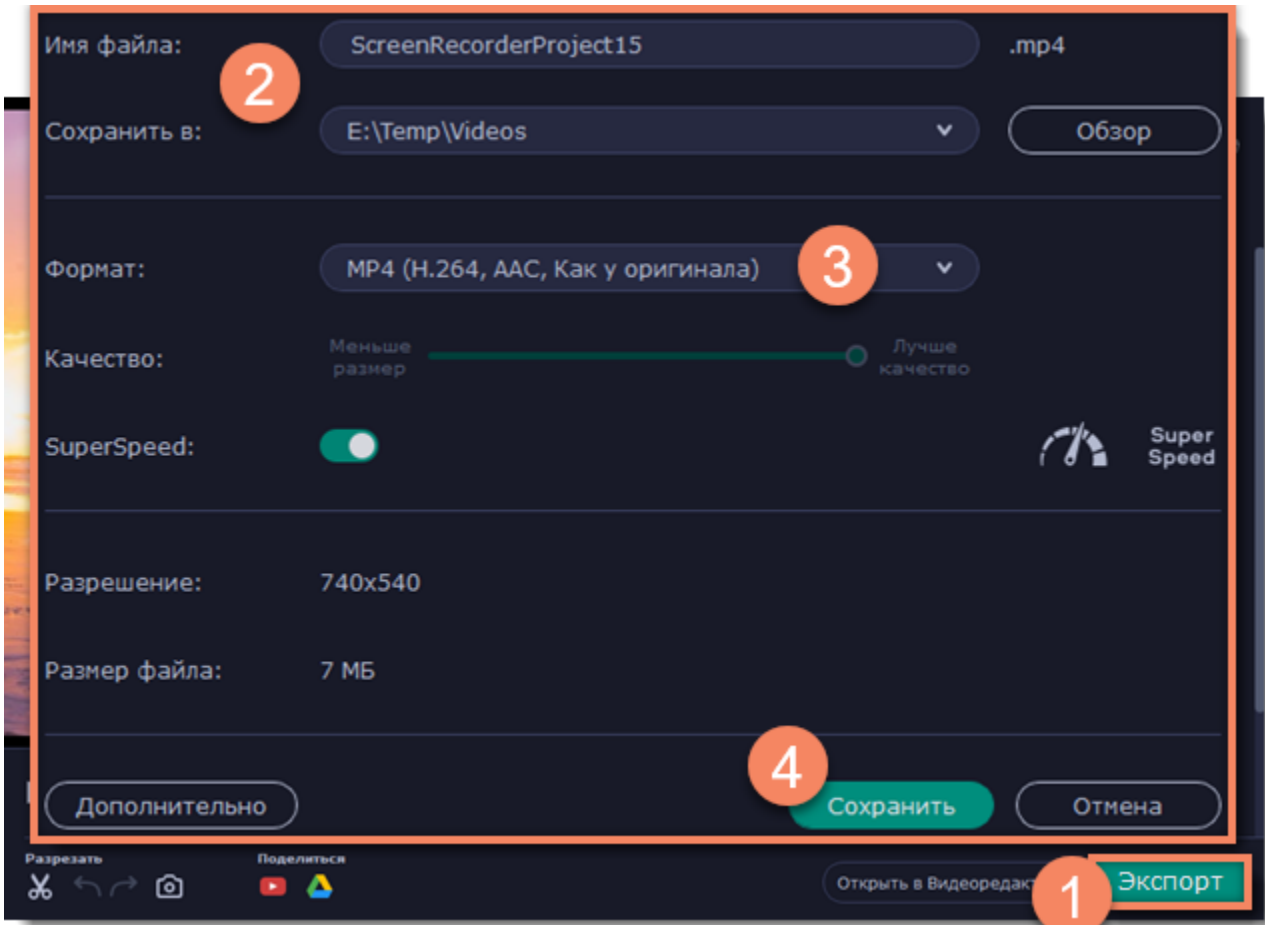 Имя файла: ScreenRecorderProject15 .mp4
2
Сохранить в: E:\Temp\Videos Обзор
Формат: MP4 (H.264, AAC, Как у оригинала) 3
Качество: Меньше размер Лучше качество
SuperSpeed: Super Speed
Разрешение: 740x540
Размер файла: 7 МБ
4
Дополнительно Сохранить Отмена
Разрезать Поделиться
Открыть в Видеоредакт 1 Экспорт